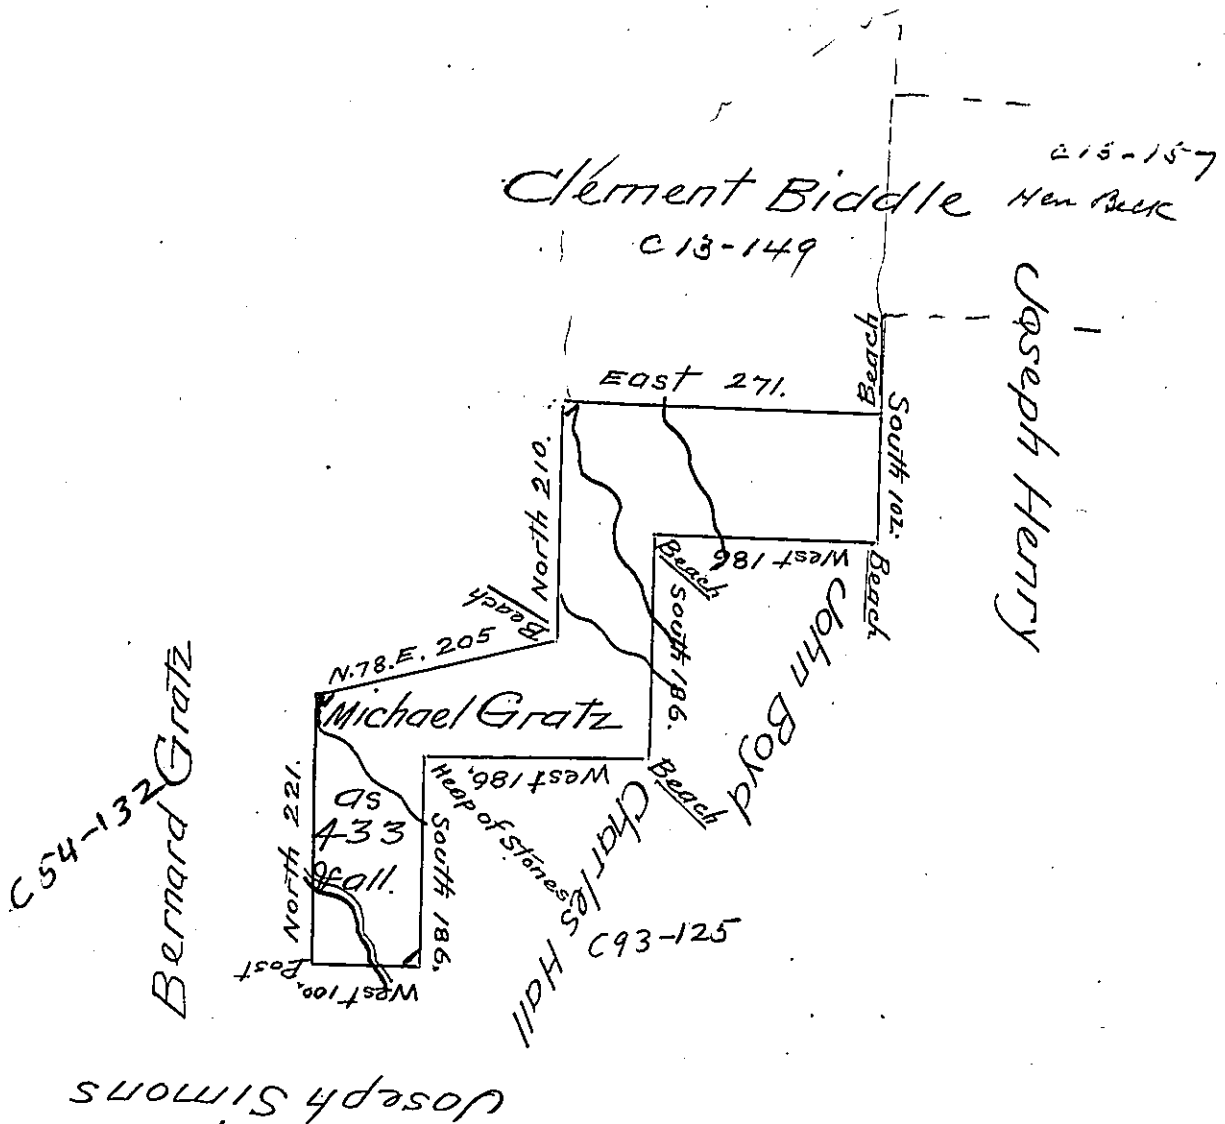 C15-157
Clement Biddle
C13-149
Joseph Henry
Beach
East 271.
South 102.
Beach
North 210.
West 186
Beach
South 186.
Beach
N.78.E. 205
John Boyd
Michael Gratz
West 186,
Beach
Heap of Stones
Charles Hall
C93-125
North 221.
as
433
of all.
South 186,
Bernard Gratz
C54-132
Post
West 100,
Joseph Simons